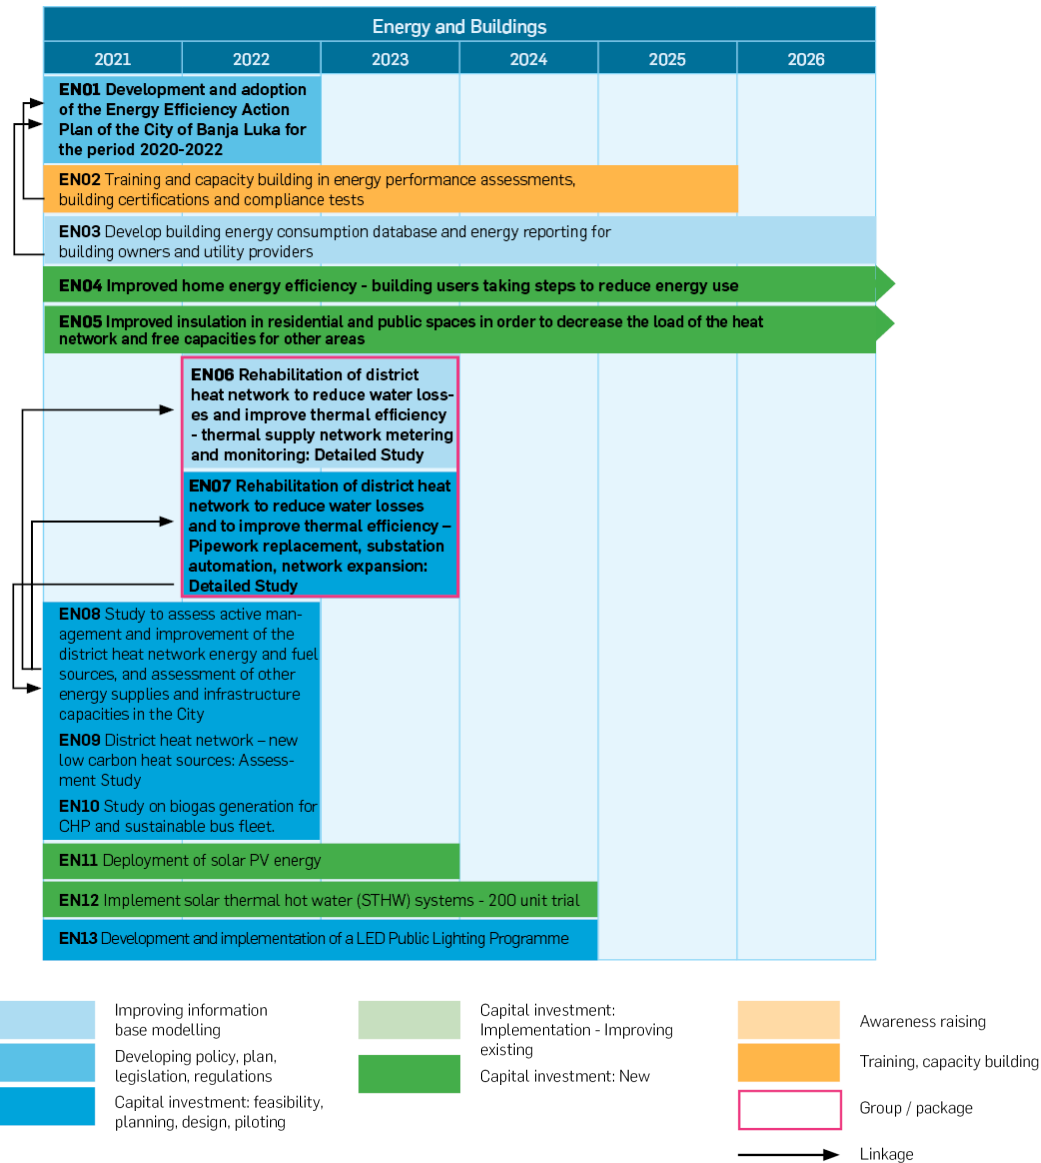 Energy and Buildings
2021 2022 2023 2024 2025 2026
EN01 Development and adoption
of the Energy Efficiency Action
Plan of the City of Banja Luka for
the period 2020-2022
EN02 Training and capacity building in energy performance assessments,
building certifications and compliance tests
EN03 Develop building energy consumption database and energy reporting for
building owners and utility providers
EN04 Improved home energy efficiency - building users taking steps to reduce energy use
EN05 Improved insulation in residential and public spaces in order to decrease the load of the heat
network and free capacities for other areas
EN06 Rehabilitation of district
heat network to reduce water loss-
es and improve thermal efficiency
- thermal supply network metering
and monitoring: Detailed Study
EN07 Rehabilitation of district heat
network to reduce water losses
and to improve thermal efficiency –
Pipework replacement, substation
automation, network expansion:
Detailed Study
EN08 Study to assess active man-
agement and improvement of the
district heat network energy and fuel
sources, and assessment of other
energy supplies and infrastructure
capacities in the City
EN09 District heat network – new
low carbon heat sources: Assess-
ment Study
EN10 Study on biogas generation for
CHP and sustainable bus fleet.
EN11 Deployment of solar PV energy
EN12 Implement solar thermal hot water (STHW) systems - 200 unit trial
EN13 Development and implementation of a LED Public Lighting Programme
Improving information
base modelling
Developing policy, plan,
legislation, regulations
Capital investment: feasibility,
planning, design, piloting
Capital investment:
Implementation - Improving
existing
Capital investment: New
Awareness raising
Training, capacity building
Group / package
Linkage